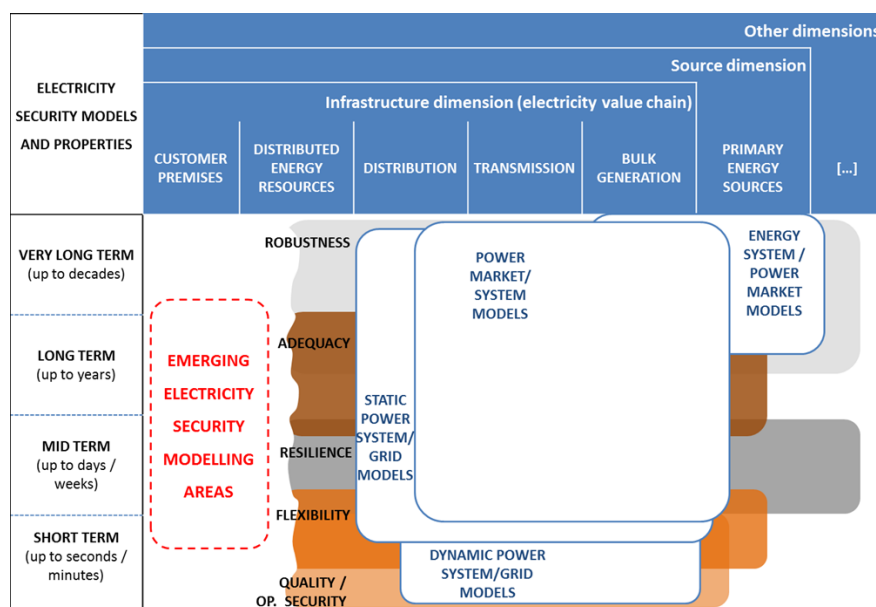 Other dimensions
Source dimension
Infrastructure dimension (electricity value chain)
ELECTRICITY
SECURITY MODELS
AND PROPERTIES
CUSTOMER
PREMISES
DISTRIBUTED
ENERGY
RESOURCES
DISTRIBUTION
TRANSMISSION
BULK
GENERATION
PRIMARY
ENERGY
SOURCES
[...]
VERY LONG TERM
(up to decades)
LONG TERM
(up to years)
MID TERM
(up to days /
weeks)
SHORT TERM
(up to seconds /
minutes)
EMERGING
ELECTRICITY
SECURITY
MODELLING
AREAS
ROBUSTNESS
ADEQUACY
RESILIENCE
FLEXIBILITY
QUALITY /
OP. SECURITY
STATIC
POWER
SYSTEM/
GRID
MODELS
POWER
MARKET/
SYSTEM
MODELS
ENERGY
SYSTEM /
POWER
MARKET
MODELS
DYNAMIC POWER
SYSTEM/GRID
MODELS